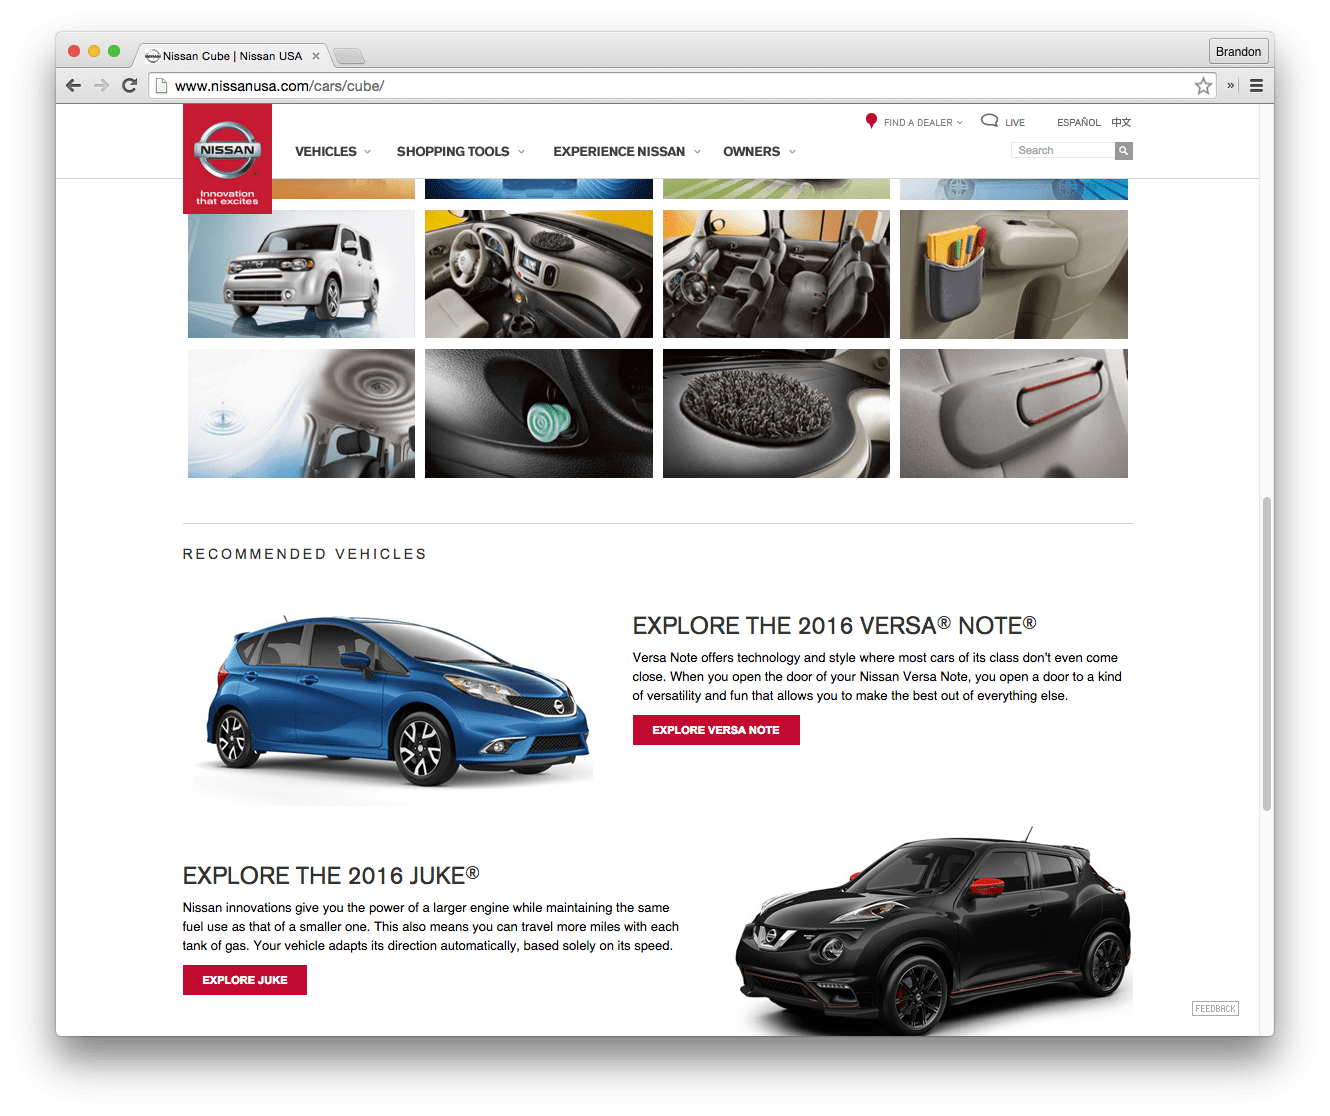 Nissan Cube | Nissan USA
Brandon
www.nissanusa.com/cars/cube/
FIND A DEALER
LIVE
ESPAÑOL
中文
NISSAN
Innovation
that excites
VEHICLES
SHOPPING TOOLS
EXPERIENCE NISSAN
OWNERS
Search
RECOMMENDED VEHICLES
EXPLORE THE 2016 VERSA® NOTE®
Versa Note offers technology and style where most cars of its class don’t even come
close. When you open the door of your Nissan Versa Note, you open a door to a kind
of versatility and fun that allows you to make the best out of everything else.
EXPLORE VERSA NOTE
EXPLORE THE 2016 JUKE®
Nissan innovations give you the power of a larger engine while maintaining the same
fuel use as that of a smaller one. This also means you can travel more miles with each
tank of gas. Your vehicle adapts its direction automatically, based solely on its speed.
EXPLORE JUKE
FEEDBACK